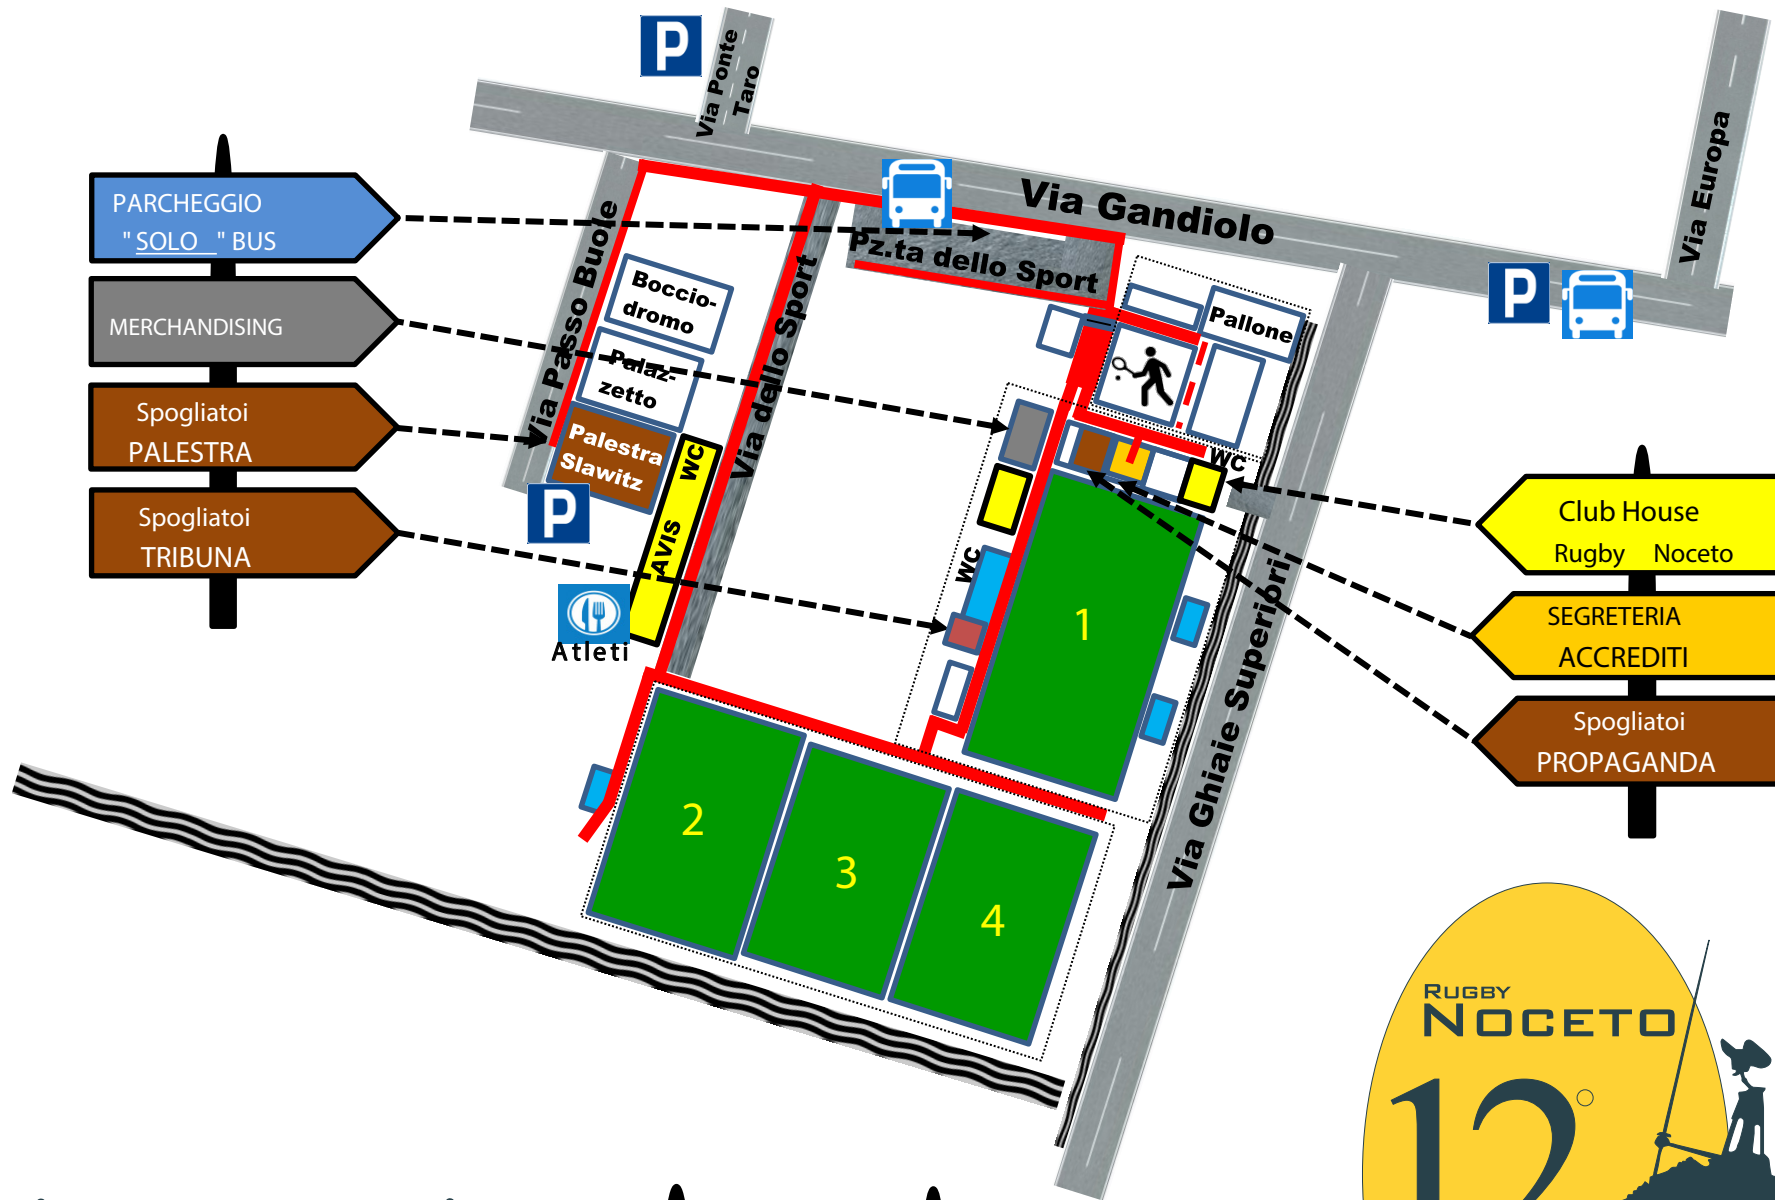 P
Via Ponte
Taro
Via Europa
PARCHEGGIO
" SOLO " BUS
MERCHANDISING
Spogliatoi
PALESTRA
Spogliatoi
TRIBUNA
Via Gandiolo
Pz.ta dello Sport
Via Passo Buole
Via dello Sport
Boccio-
dromo
Palaz-
zetto
Palestra
Slawitz
WC
AVIS
P
Atleti
Pallone
P
WC
WC
1
2
3
4
Via Ghiaie Superiori
Club House
Rugby Noceto
SEGRETERIA
ACCREDITI
Spogliatoi
PROPAGANDA
RUGBY
NOCETO
12°